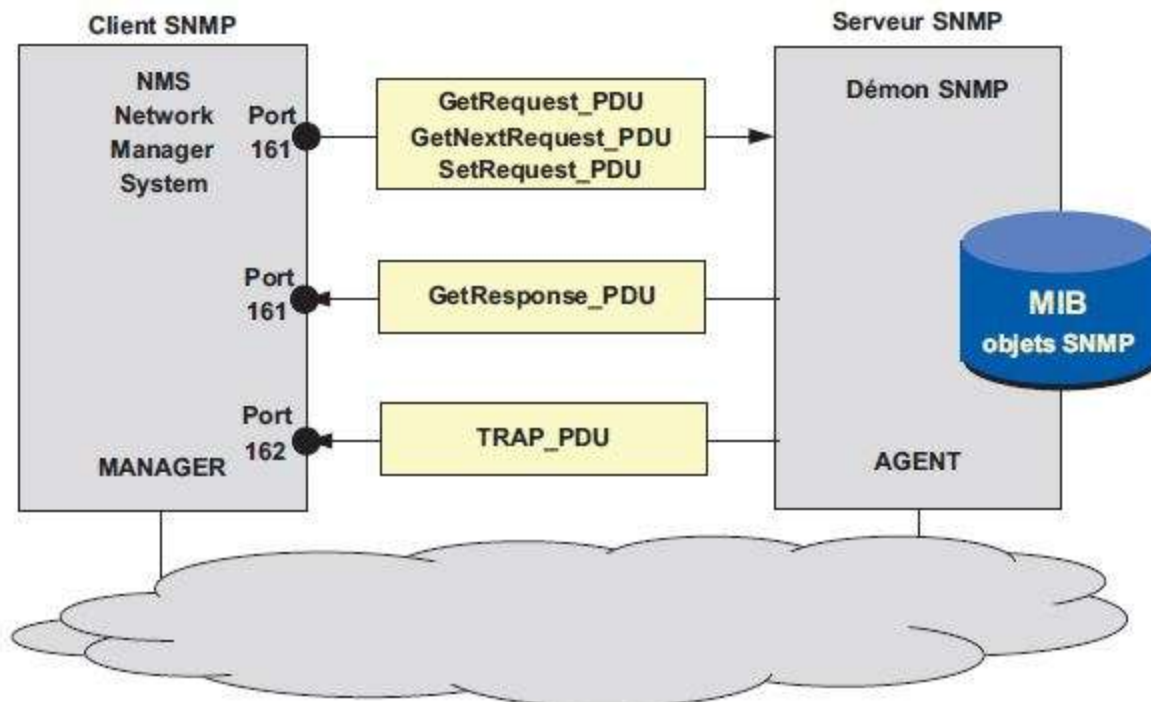 Client SNMP
Serveur SNMP
NMS
Network
Manager
System
Port
161
GetRequest_PDU
GetNextRequest_PDU
SetRequest_PDU
Démon SNMP
Port
161
GetResponse_PDU
MIB
objets SNMP
Port
162
TRAP_PDU
MANAGER
AGENT